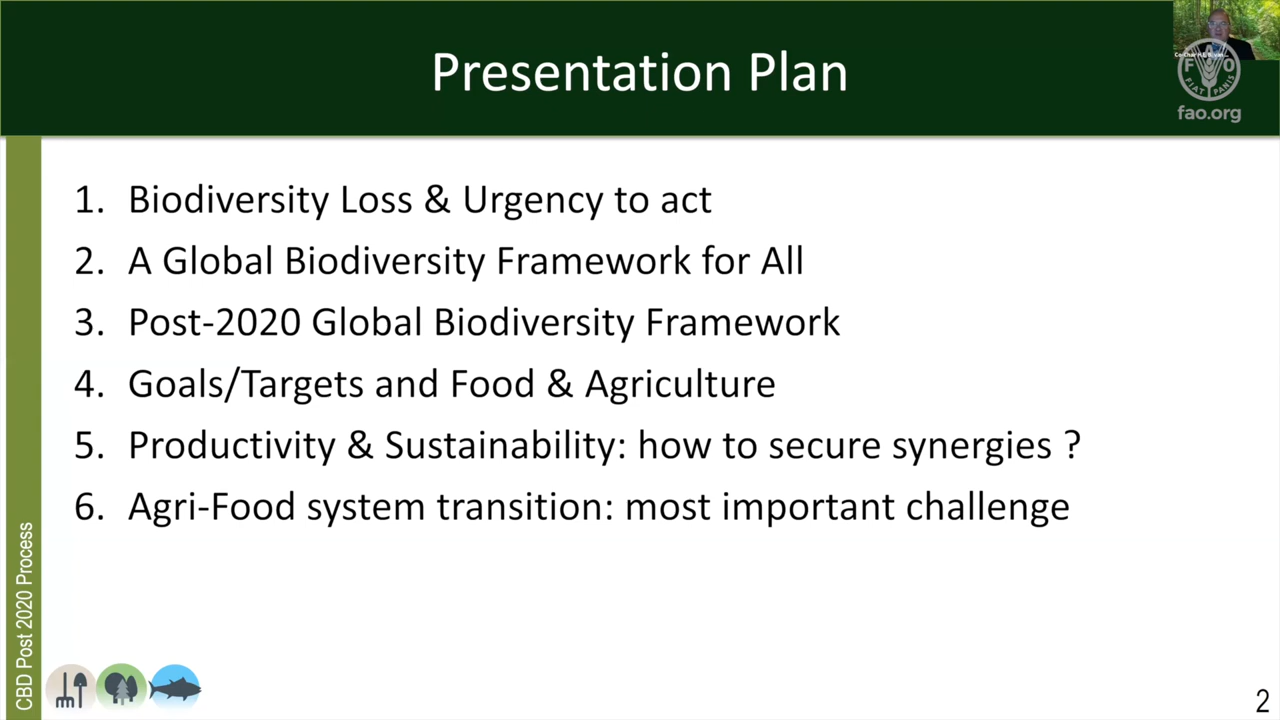 Presentation Plan
F A O
FIAT PANIS
fao.org
1. Biodiversity Loss & Urgency to act
2. A Global Biodiversity Framework for All
3. Post-2020 Global Biodiversity Framework
4. Goals/Targets and Food & Agriculture
5. Productivity & Sustainability: how to secure synergies ?
6. Agri-Food system transition: most important challenge
CBD Post 2020 Process
2